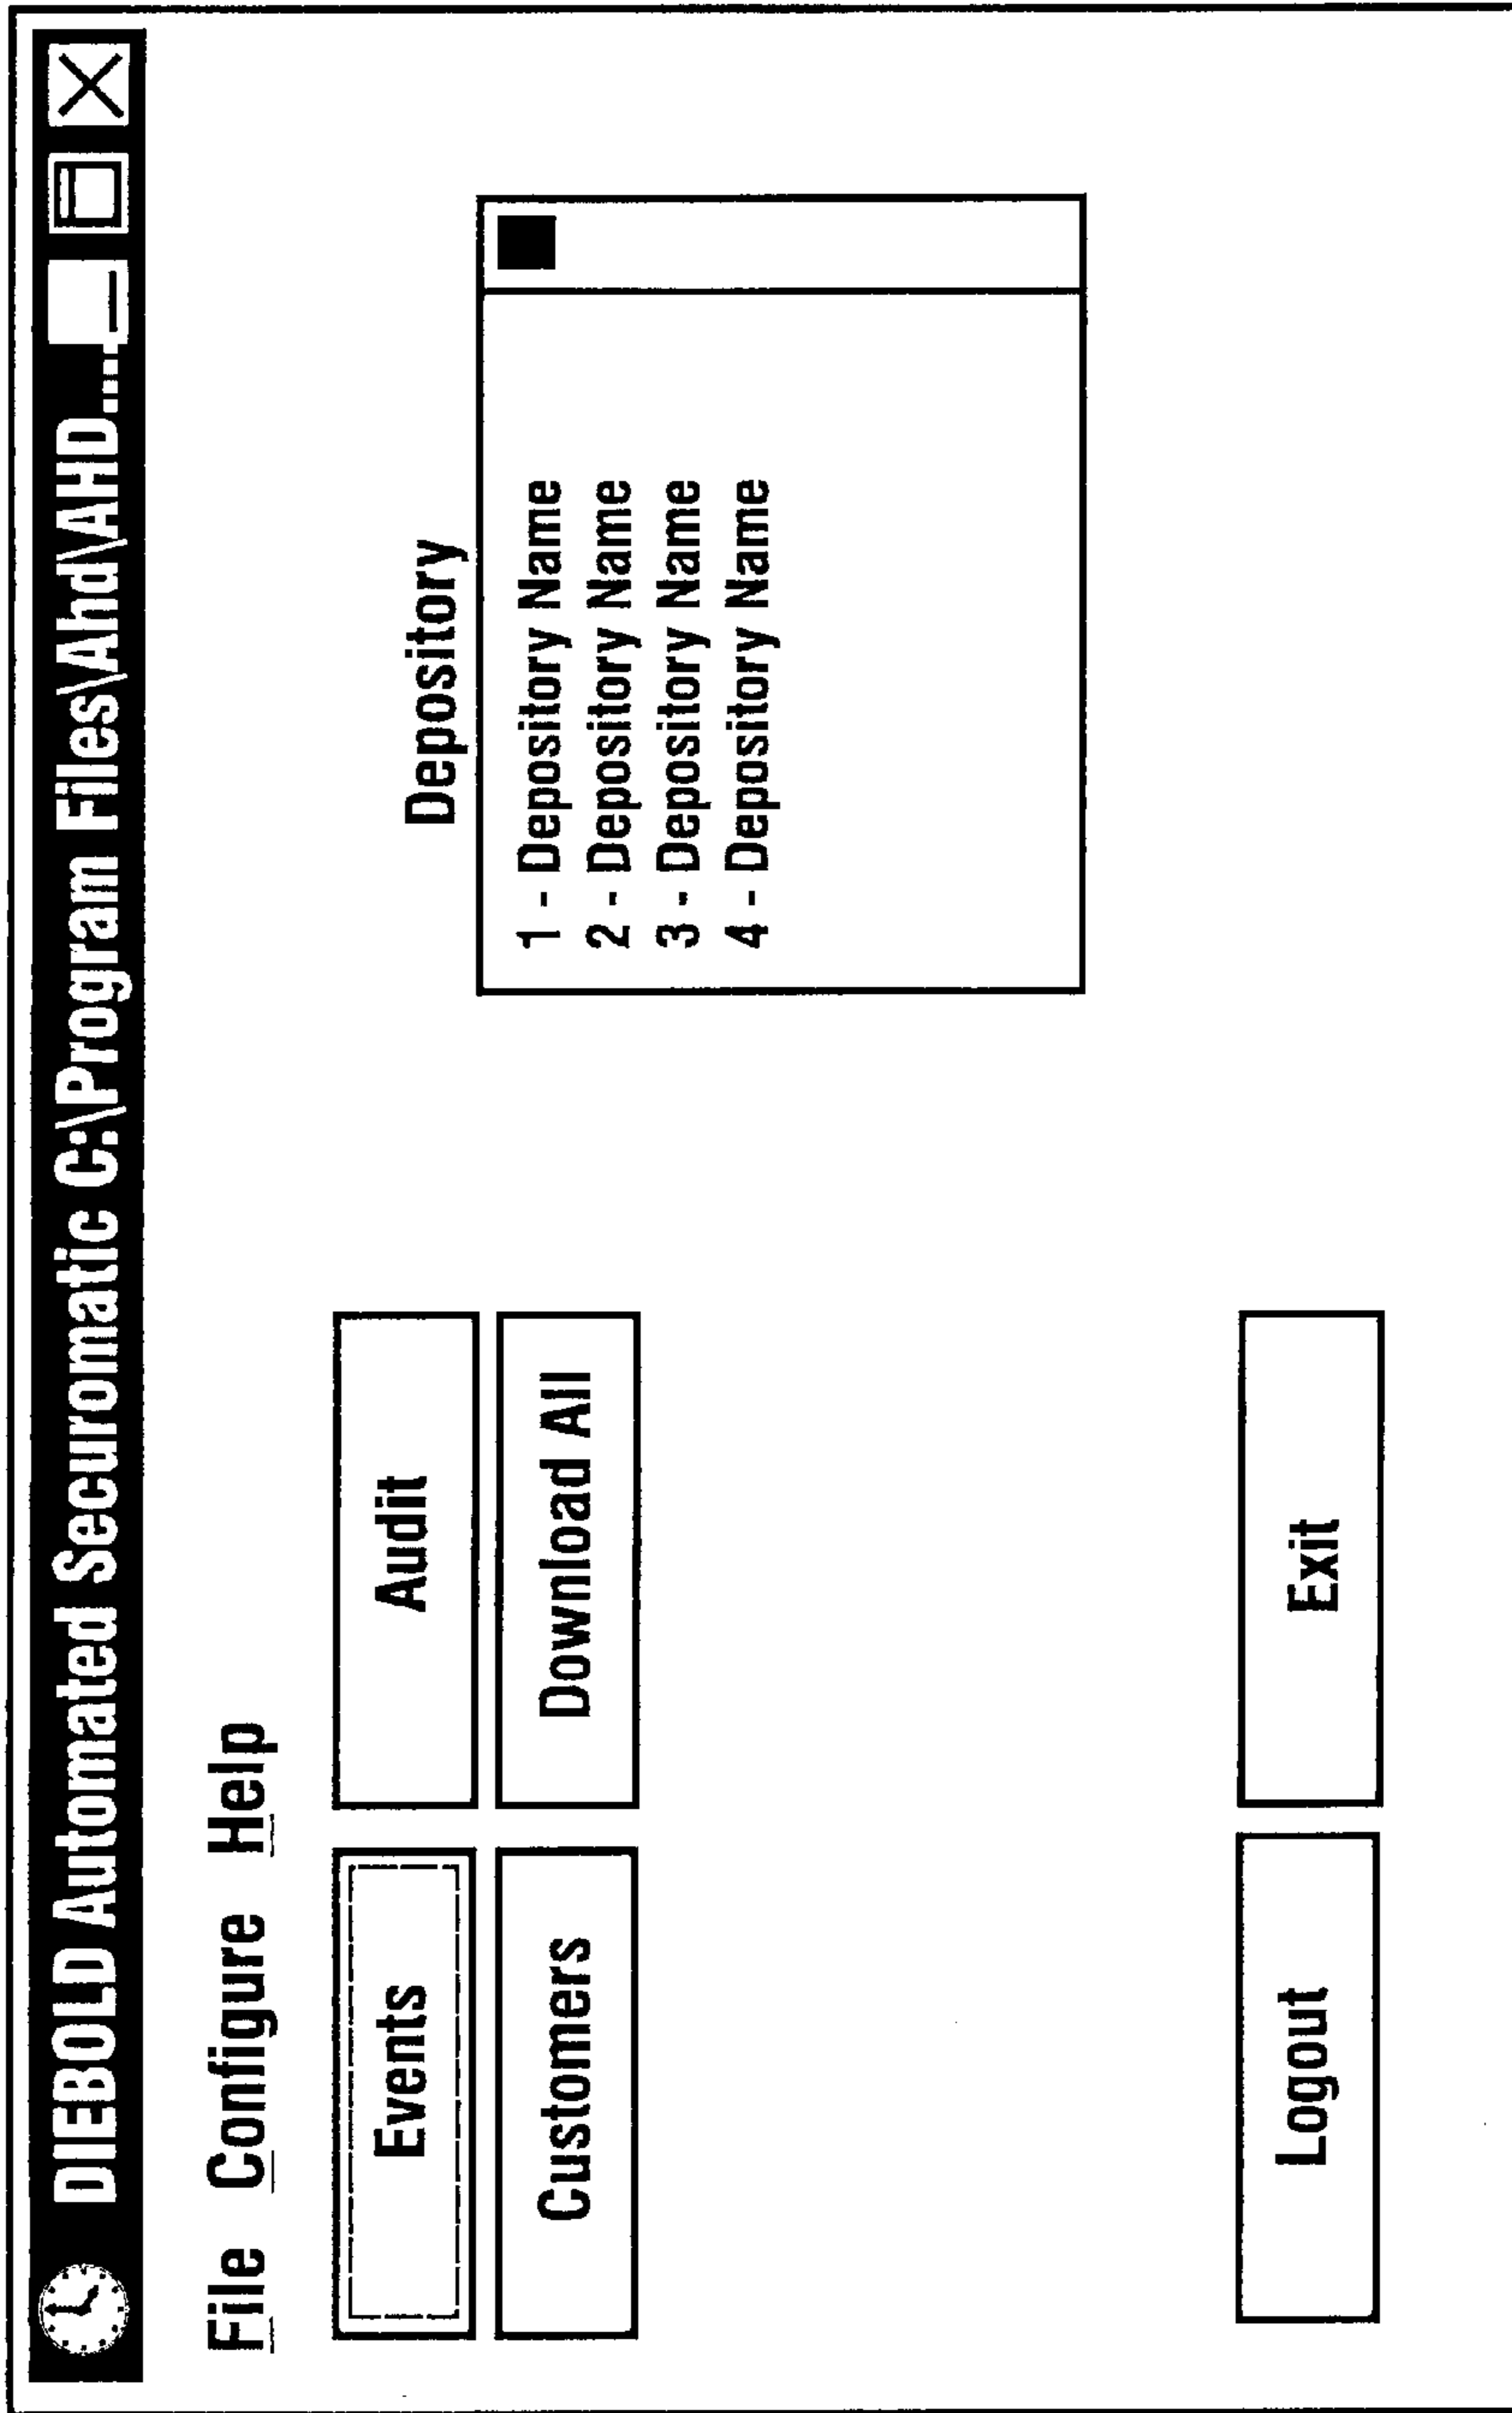 DIEBOLD Automated Securomatic C:\Program Files\Ahd\AHD...
File Configure Help
Events
Audit
Customers
Download All
Depository
1 - Depository Name
2 - Depository Name
3 - Depository Name
4 - Depository Name
Logout
Exit